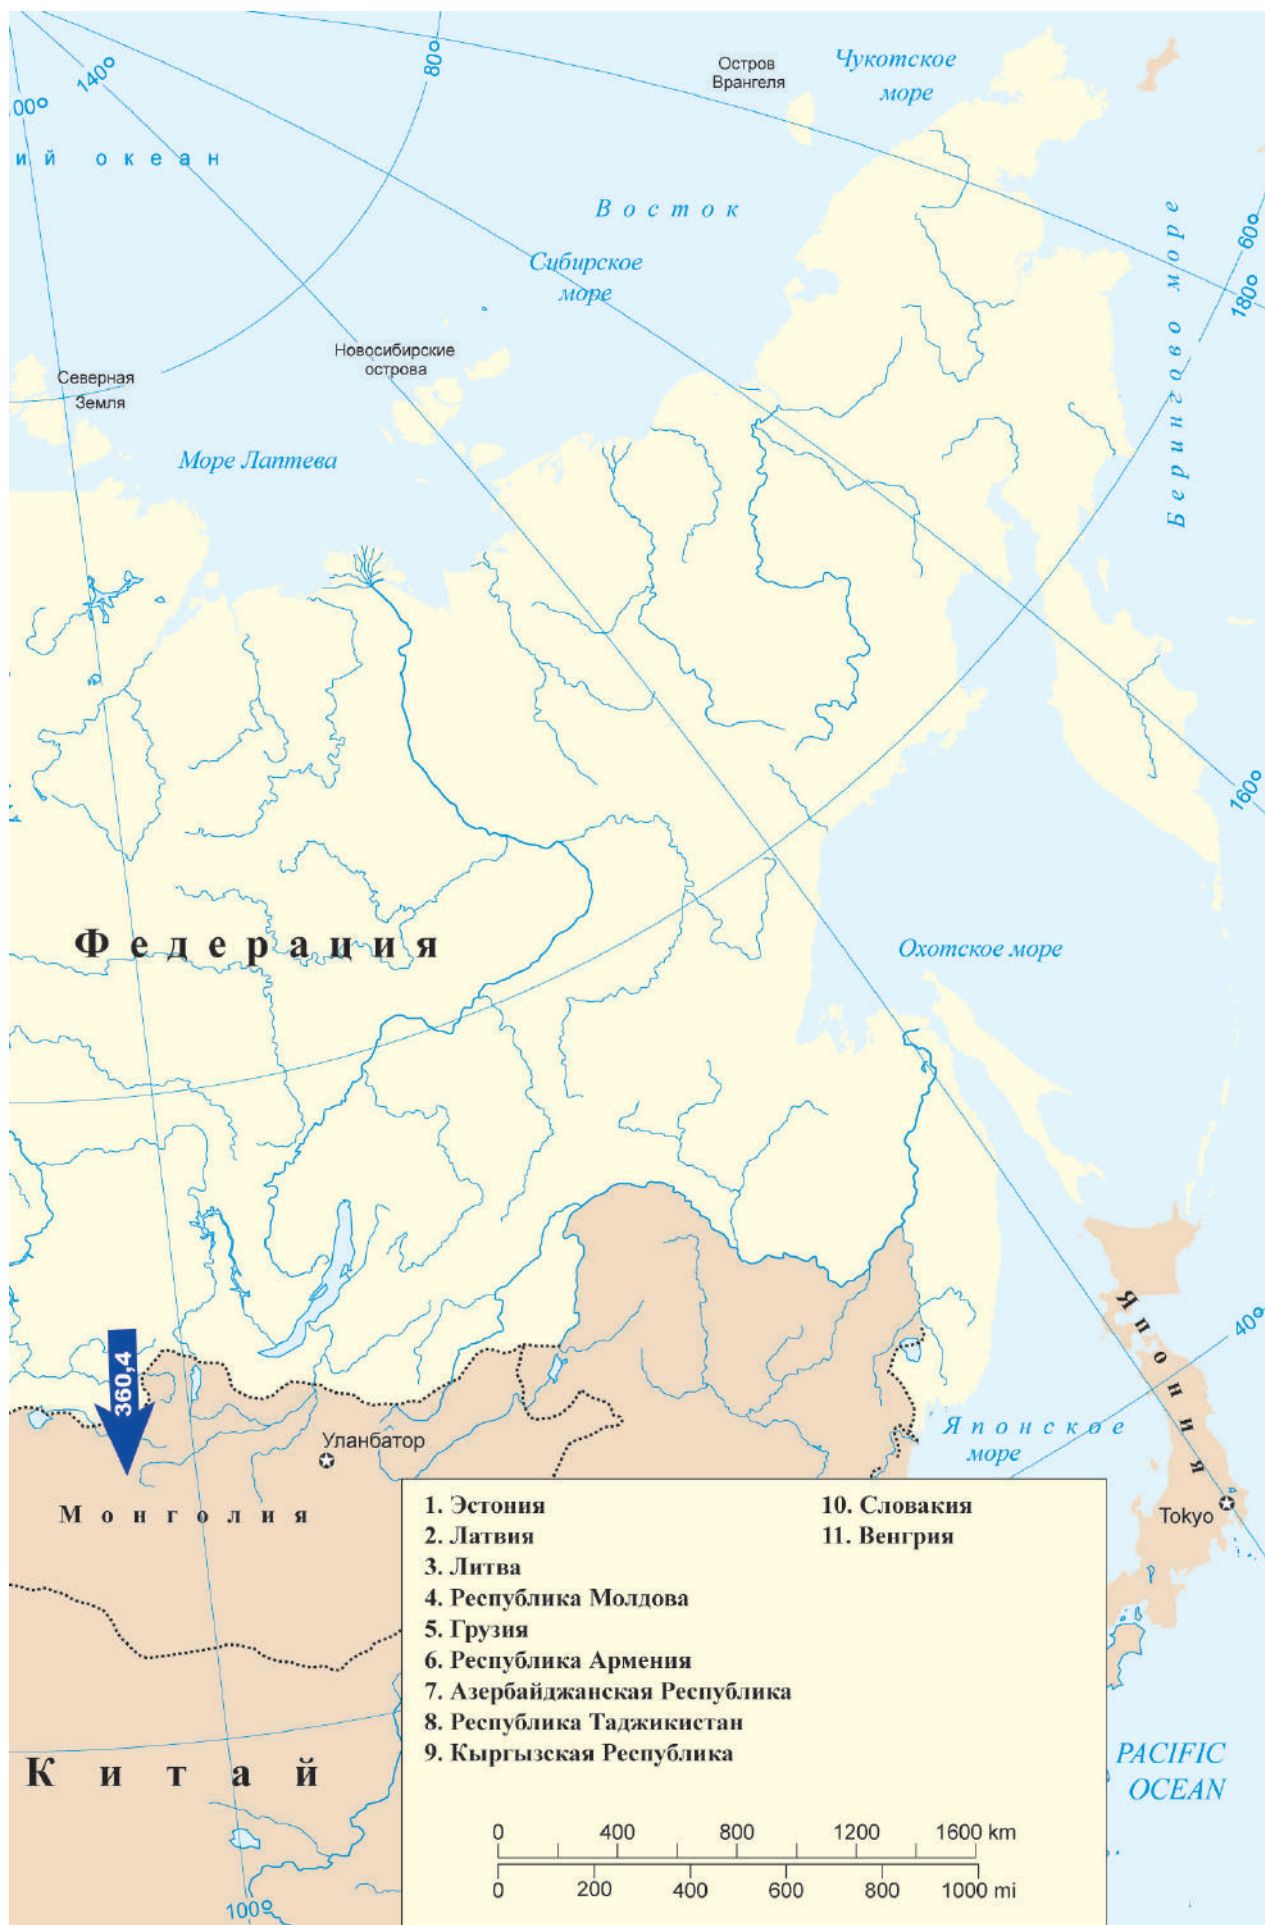 Чукотское
море
Остров
Врангеля
140°
80°
00°
ий океан
Восток
Сибирское
море
Берингово море
60°
180°
Новосибирские
острова
Северная
Земля
Море Лаптева
160°
Федерация
Охотское море
360,4
Япония
40°
Японское
море
Уланбатор
Монголия
Tokyo
1. Эстония
2. Латвия
3. Литва
4. Республика Молдова
5. Грузия
6. Республика Армения
7. Азербайджанская Республика
8. Республика Таджикистан
9. Кыргызская Республика
10. Словакия
11. Венгрия
Китай
PACIFIC
OCEAN
0 400 800 1200 1600 km
0 200 400 600 800 1000 mi
100°